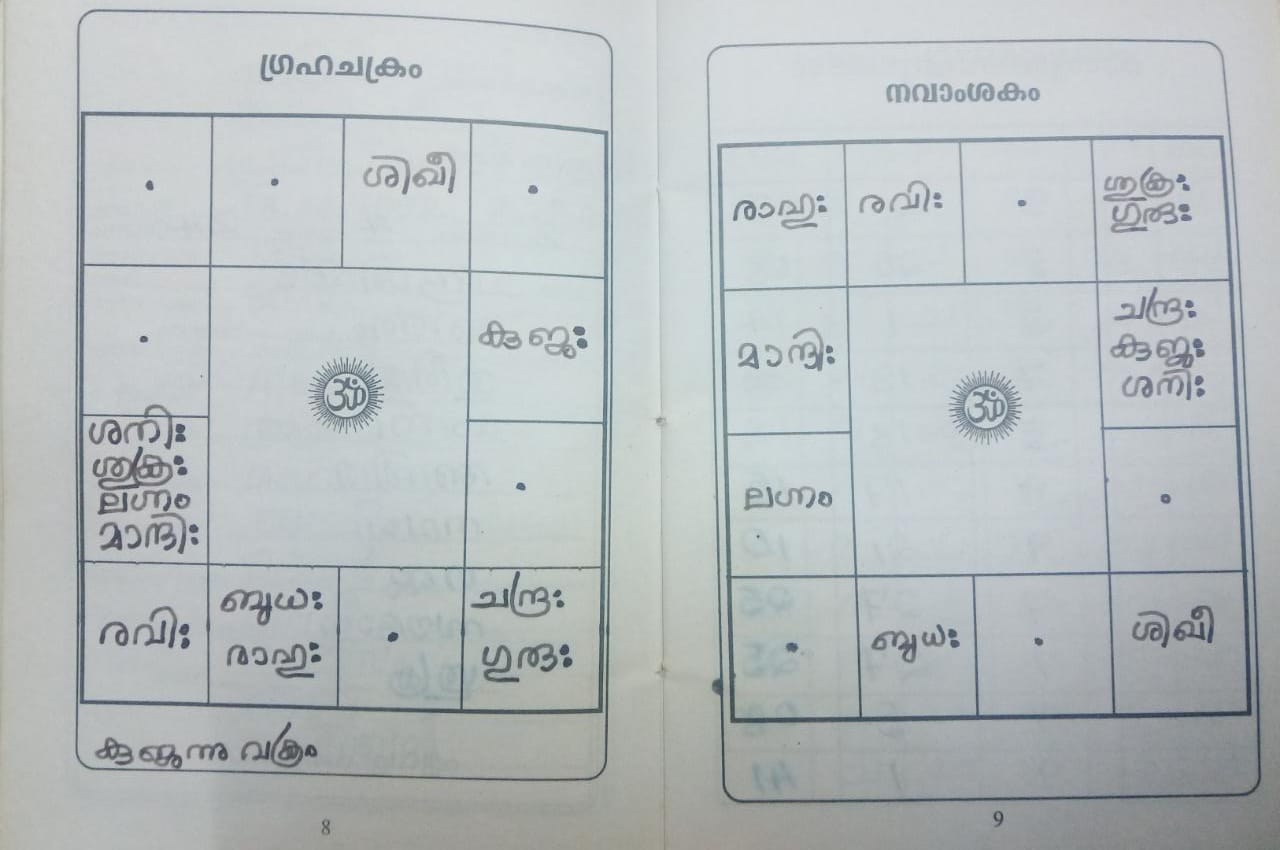 ഗ്രഹചക്രം
ശിഖീ
കുജഃ
ശനിഃ
ശുക്രഃ
ലഗ്നം
മാന്ദിഃ
രവിഃ
ബുധഃ
രാഹുഃ
ചന്ദ്രഃ
ഗുരുഃ
കുജന്നു വക്രം
8
നവാംശകം
രാഹുഃ
രവിഃ
ശുക്രഃ
ഗുരുഃ
മാന്ദിഃ
ചന്ദ്രഃ
കുജഃ
ശനിഃ
ലഗ്നം
ബുധഃ
ശിഖീ
9